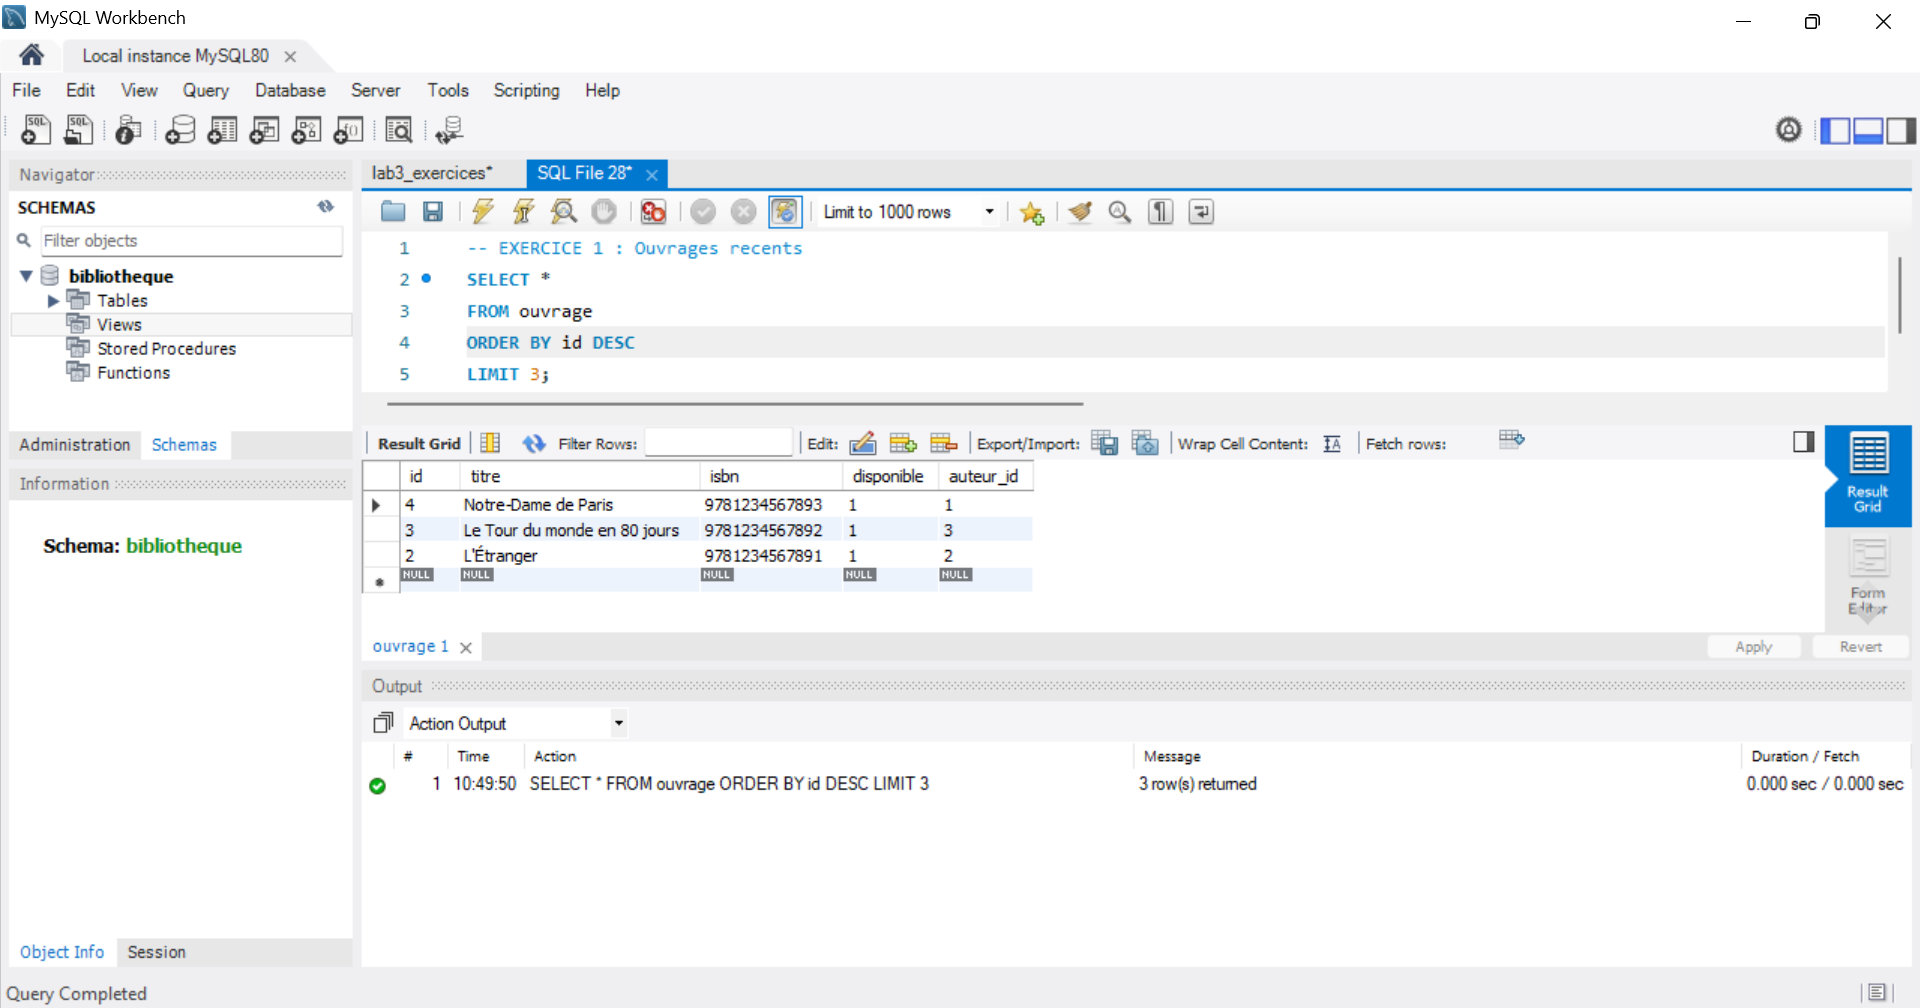 MySQL Workbench
Local instance MySQL80
File Edit View Query Database Server Tools Scripting Help
Navigator
SCHEMAS
Filter objects
bibliotheque
Tables
Views
Stored Procedures
Functions
Administration Schemas
Information
Schema: bibliotheque
Object Info Session
lab3_exercices* SQL File 28*
Limit to 1000 rows
1 -- EXERCICE 1 : Ouvrages recents
2 SELECT *
3 FROM ouvrage
4 ORDER BY id DESC
5 LIMIT 3;
Result Grid Filter Rows: Edit: Export/Import: Wrap Cell Content: Fetch rows:
id titre isbn disponible auteur_id
4 Notre-Dame de Paris 9781234567893 1 1
3 Le Tour du monde en 80 jours 9781234567892 1 3
2 L'Étranger 9781234567891 1 2
NULL NULL NULL NULL NULL
Result
Grid
Form
Editor
ouvrage 1 Apply Revert
Output
Action Output
# Time Action Message Duration / Fetch
1 10:49:50 SELECT * FROM ouvrage ORDER BY id DESC LIMIT 3 3 row(s) returned 0.000 sec / 0.000 sec
Query Completed